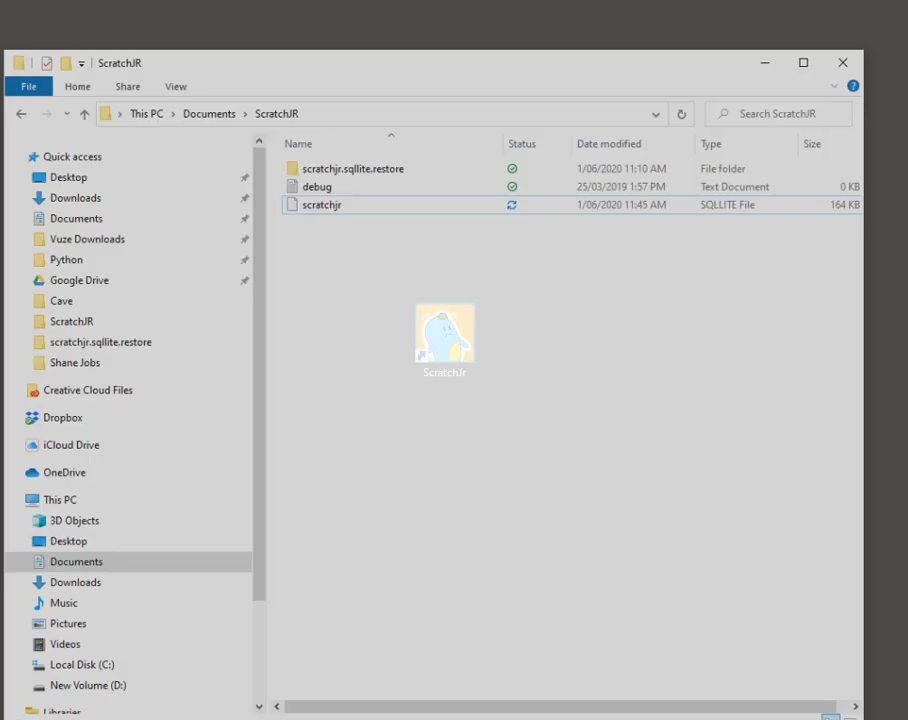 ScratchJR
File Home Share View
This PC Documents ScratchJR Search ScratchJR
Name Status Date modified Type Size
scratchjr.sqllite.restore 1/06/2020 11:10 AM File folder
debug 25/03/2019 1:57 PM Text Document 0 KB
scratchjr 1/06/2020 11:45 AM SQLLITE File 164 KB
ScratchJr
Quick access
Desktop
Downloads
Documents
Vuze Downloads
Python
Google Drive
Cave
ScratchJR
scratchjr.sqllite.restore
Shane Jobs
Creative Cloud Files
Dropbox
iCloud Drive
OneDrive
This PC
3D Objects
Desktop
Documents
Downloads
Music
Pictures
Videos
Local Disk (C:)
New Volume (D:)
Libraries